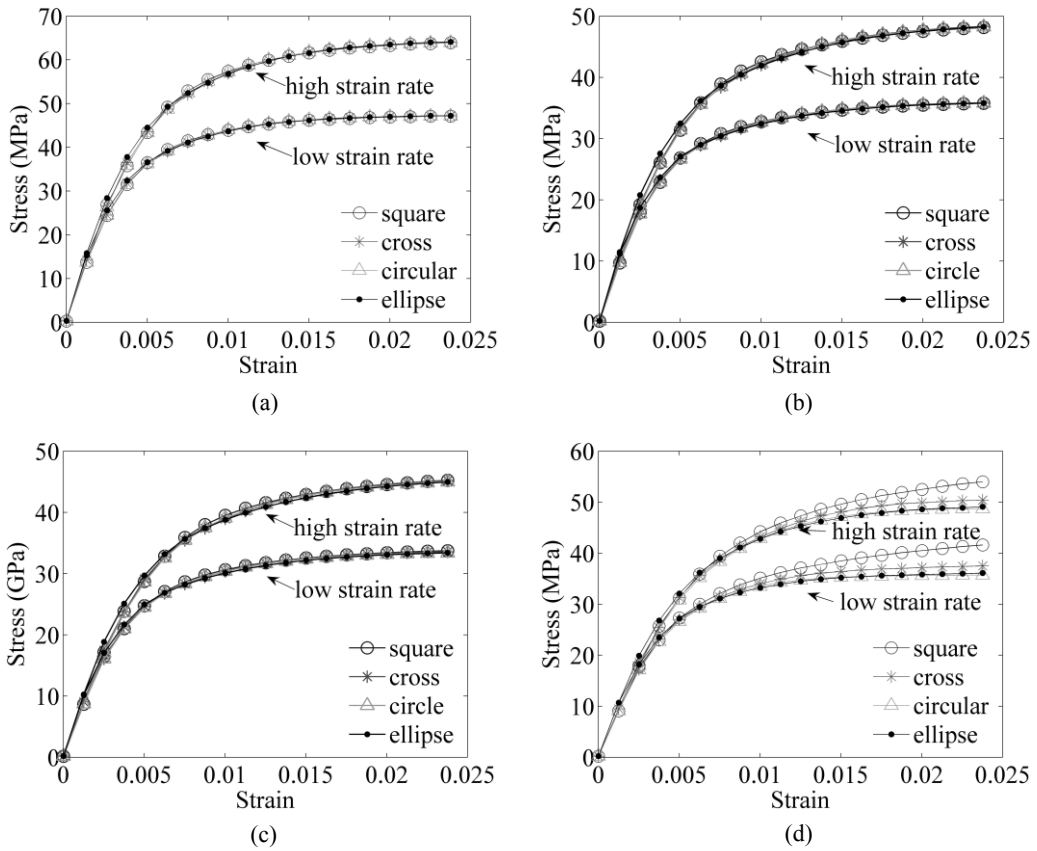 70
60
50
40
30
20
10
0
Stress (MPa)
high strain rate
low strain rate
square
cross
circular
ellipse
0 0.005 0.01 0.015 0.02 0.025
Strain
(a)
50
40
30
20
10
0
Stress (MPa)
high strain rate
low strain rate
square
cross
circle
ellipse
0 0.005 0.01 0.015 0.02 0.025
Strain
(b)
50
40
30
20
10
0
Stress (GPa)
high strain rate
low strain rate
square
cross
circle
ellipse
0 0.005 0.01 0.015 0.02 0.025
Strain
(c)
60
50
40
30
20
10
0
Stress (MPa)
high strain rate
low strain rate
square
cross
circular
ellipse
0 0.005 0.01 0.015 0.02 0.025
Strain
(d)